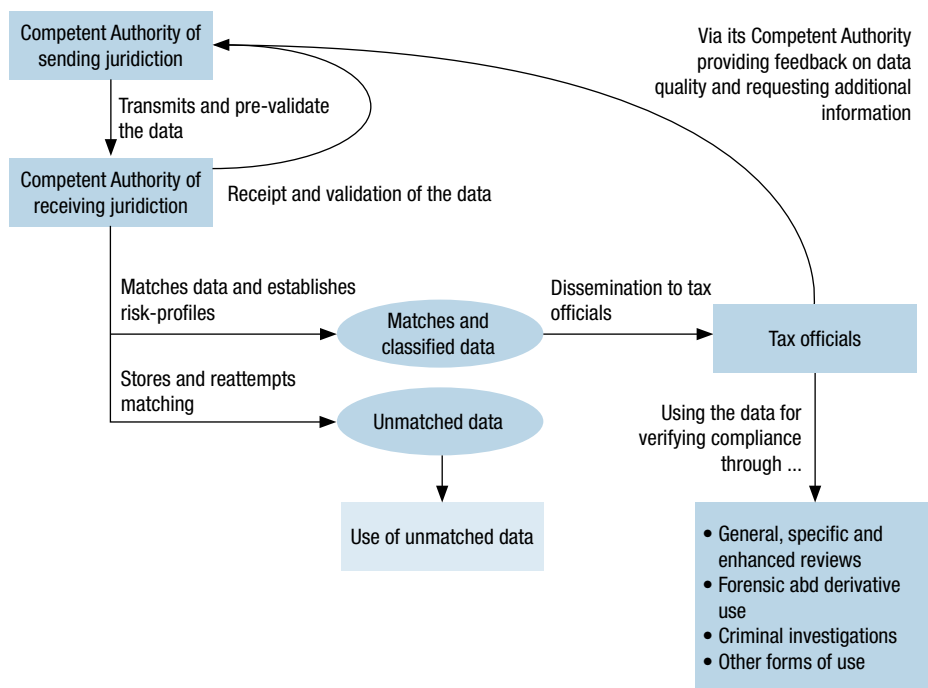 Competent Authority of
sending juridiction
Via its Competent Authority
providing feedback on data
quality and requesting additional
information
Transmits and pre-validate
the data
Competent Authority of
receiving juridiction
Receipt and validation of the data
Matches data and establishes
risk-profiles
Matches and
classified data
Dissemination to tax
officials
Tax officials
Stores and reattempts
matching
Unmatched data
Using the data for
verifying compliance
through ...
Use of unmatched data
• General, specific and
enhanced reviews
• Forensic abd derivative
use
• Criminal investigations
• Other forms of use